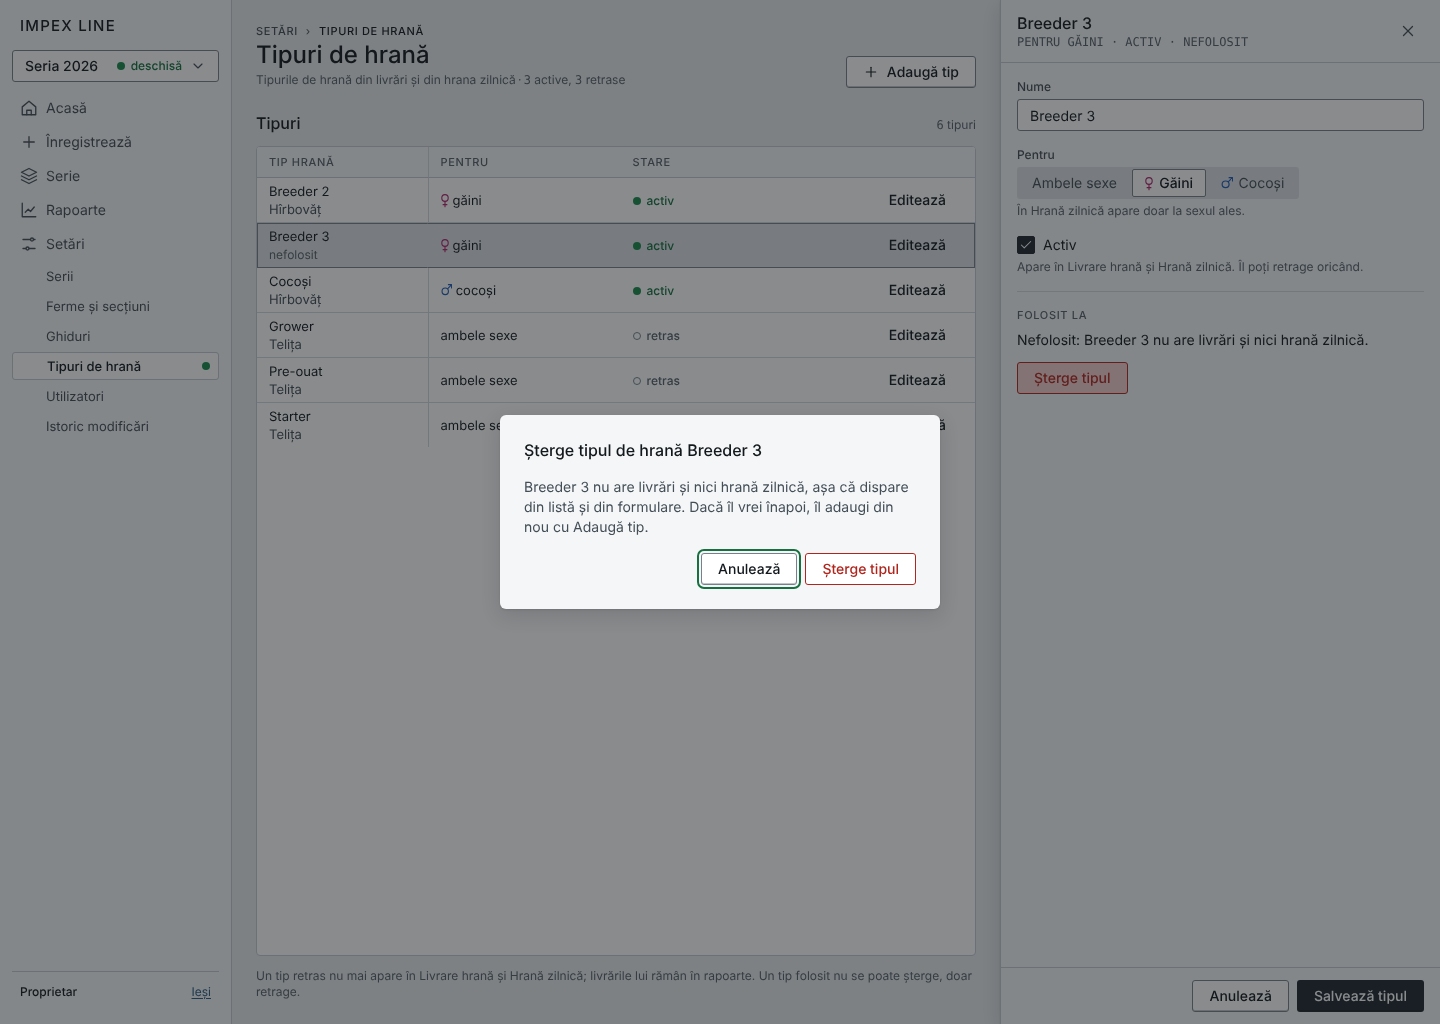 IMPEX LINE
Seria 2026 deschisă
Acasă
Înregistrează
Serie
Rapoarte
Setări
Serii
Ferme și secțiuni
Ghiduri
Tipuri de hrană
Utilizatori
Istoric modificări
Proprietar Ieși
SETĂRI › TIPURI DE HRANĂ
Tipuri de hrană
Tipurile de hrană din livrări și din hrana zilnică · 3 active, 3 retrase
+ Adaugă tip
Tipuri 6 tipuri
TIP HRANĂ PENTRU STARE
Breeder 2
Hîrbovăț
♀ găini activ Editează
Breeder 3
nefolosit
♀ găini activ Editează
Cocoși
Hîrbovăț
♂ cocoși activ Editează
Grower
Telița
ambele sexe retras Editează
Pre-ouat
Telița
ambele sexe retras Editează
Starter
Telița
ambele se ă
Un tip retras nu mai apare în Livrare hrană și Hrană zilnică; livrările lui rămân în rapoarte. Un tip folosit nu se poate șterge, doar
retrage.
Șterge tipul de hrană Breeder 3
Breeder 3 nu are livrări și nici hrană zilnică, așa că dispare
din listă și din formulare. Dacă îl vrei înapoi, îl adaugi din
nou cu Adaugă tip.
Anulează Șterge tipul
Breeder 3
PENTRU GĂINI · ACTIV · NEFOLOSIT
Nume
Breeder 3
Pentru
Ambele sexe ♀ Găini ♂ Cocoși
În Hrană zilnică apare doar la sexul ales.
Activ
Apare în Livrare hrană și Hrană zilnică. Îl poți retrage oricând.
FOLOSIT LA
Nefolosit: Breeder 3 nu are livrări și nici hrană zilnică.
Șterge tipul
Anulează Salvează tipul